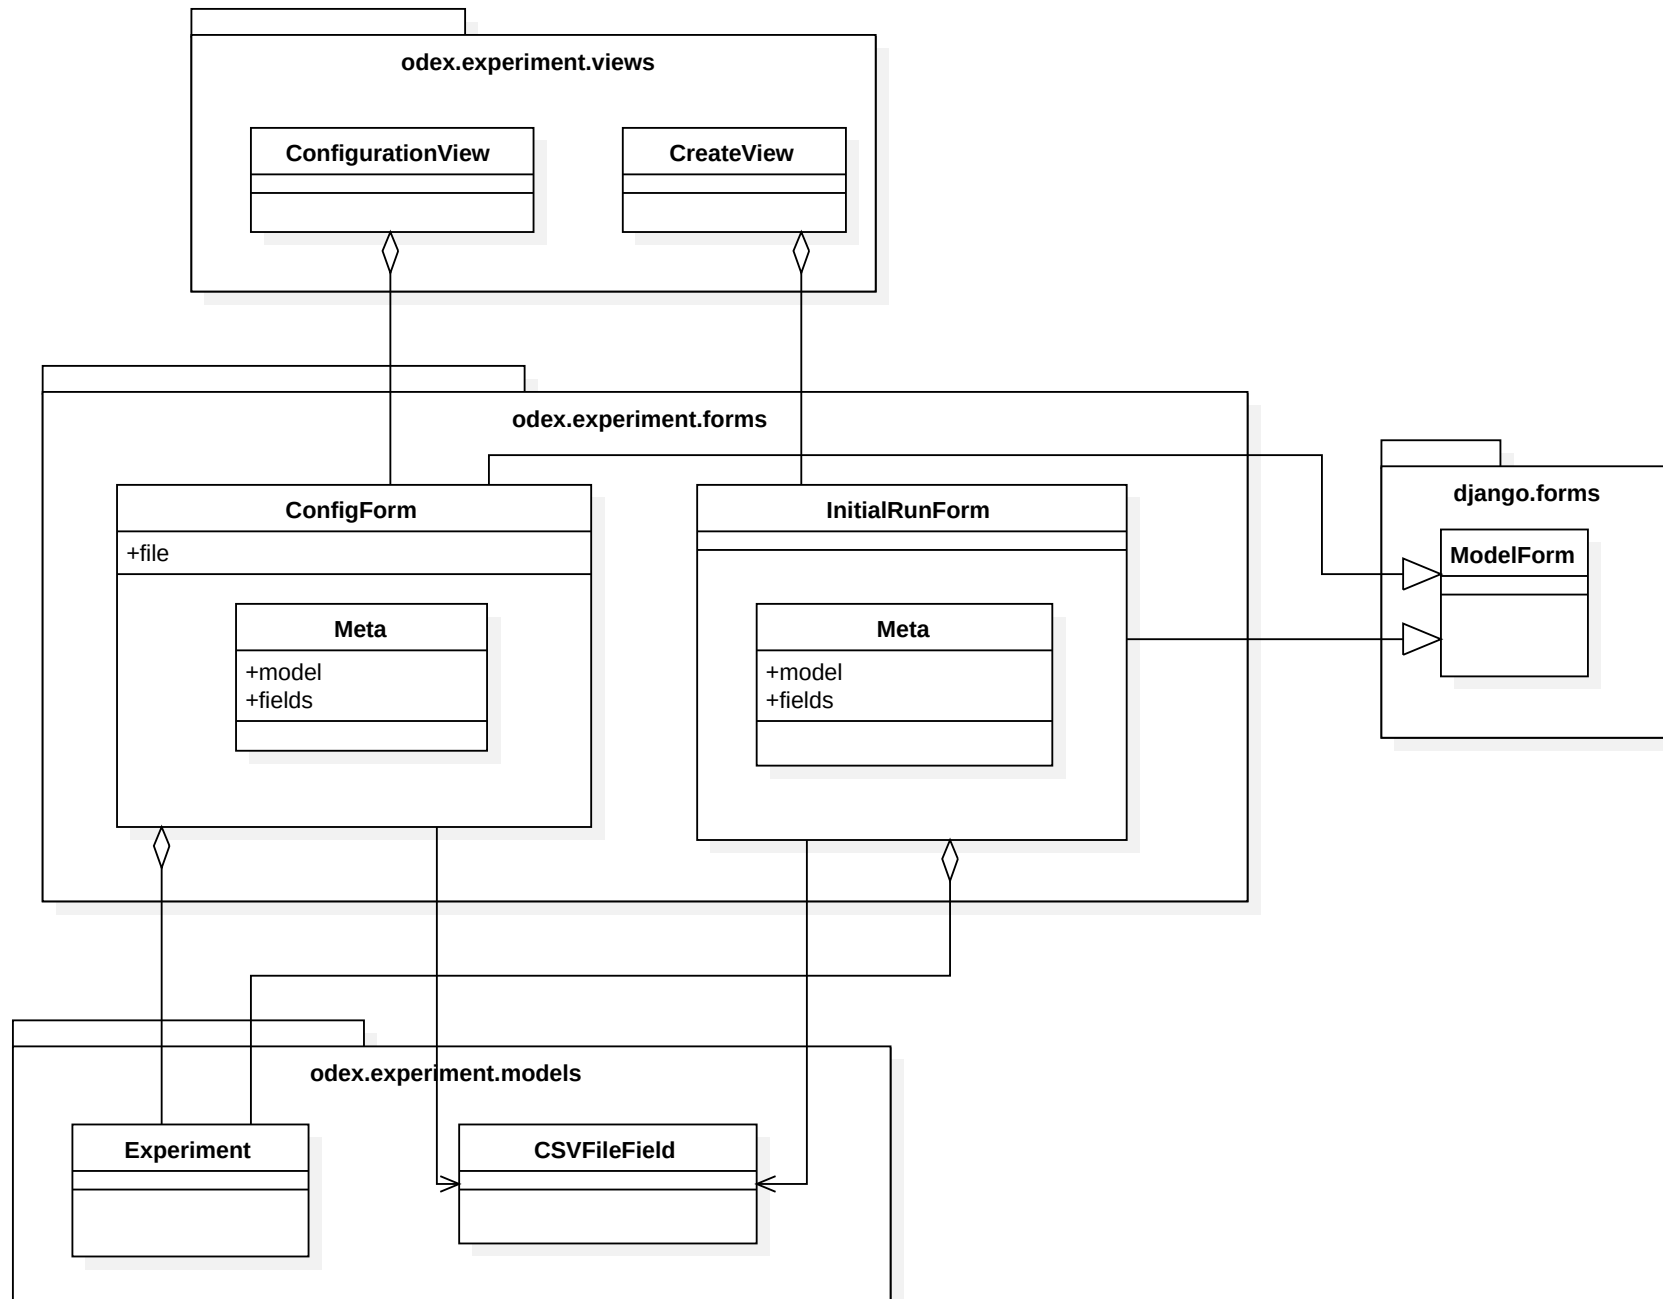 odex.experiment.views
ConfigurationView
CreateView
odex.experiment.forms
ConfigForm
+file
Meta
+model
+fields
InitialRunForm
Meta
+model
+fields
django.forms
ModelForm
odex.experiment.models
Experiment
CSVFileField